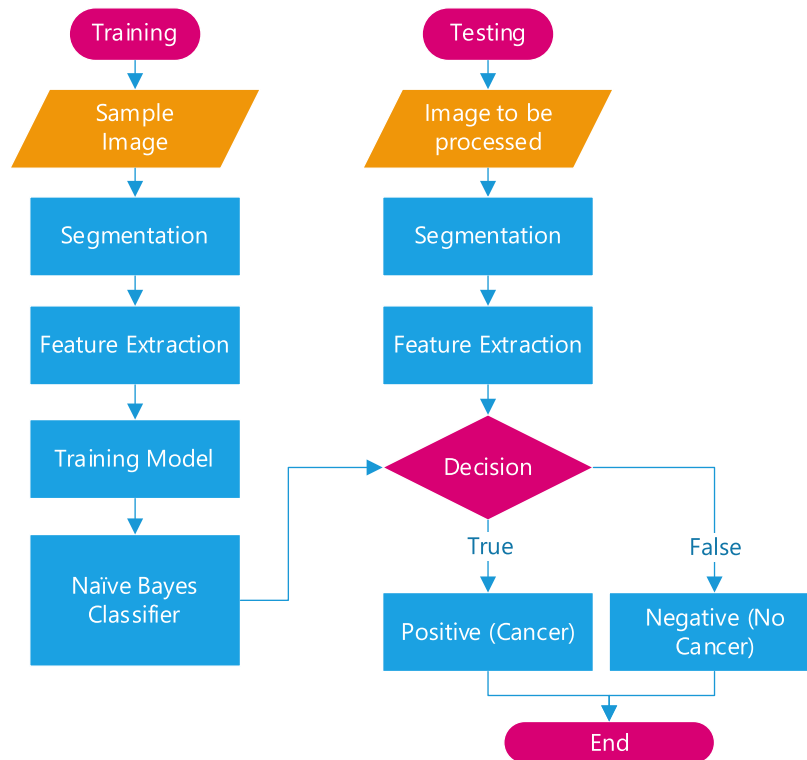 Training
Sample
Image
Segmentation
Feature Extraction
Training Model
Naïve Bayes
Classifier
Testing
Image to be
processed
Segmentation
Feature Extraction
Decision
True
False
Positive (Cancer)
Negative (No
Cancer)
End